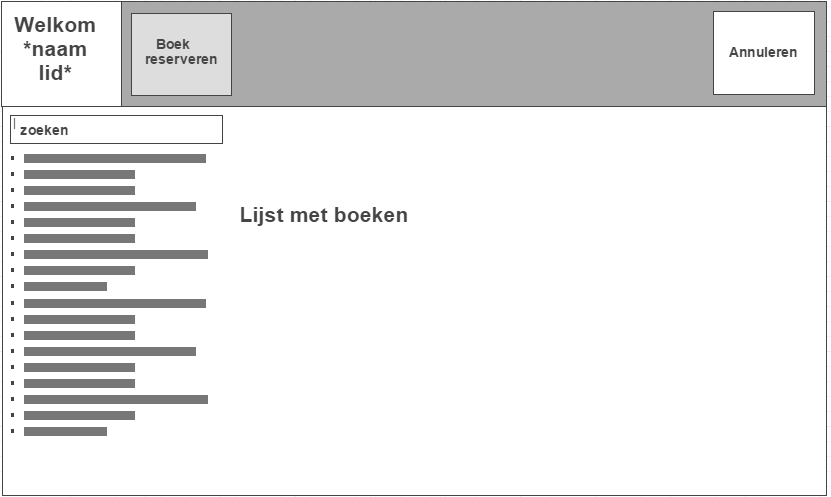 Welkom
*naam
lid*
Boek
reserveren
Annuleren
zoeken
Lijst met boeken